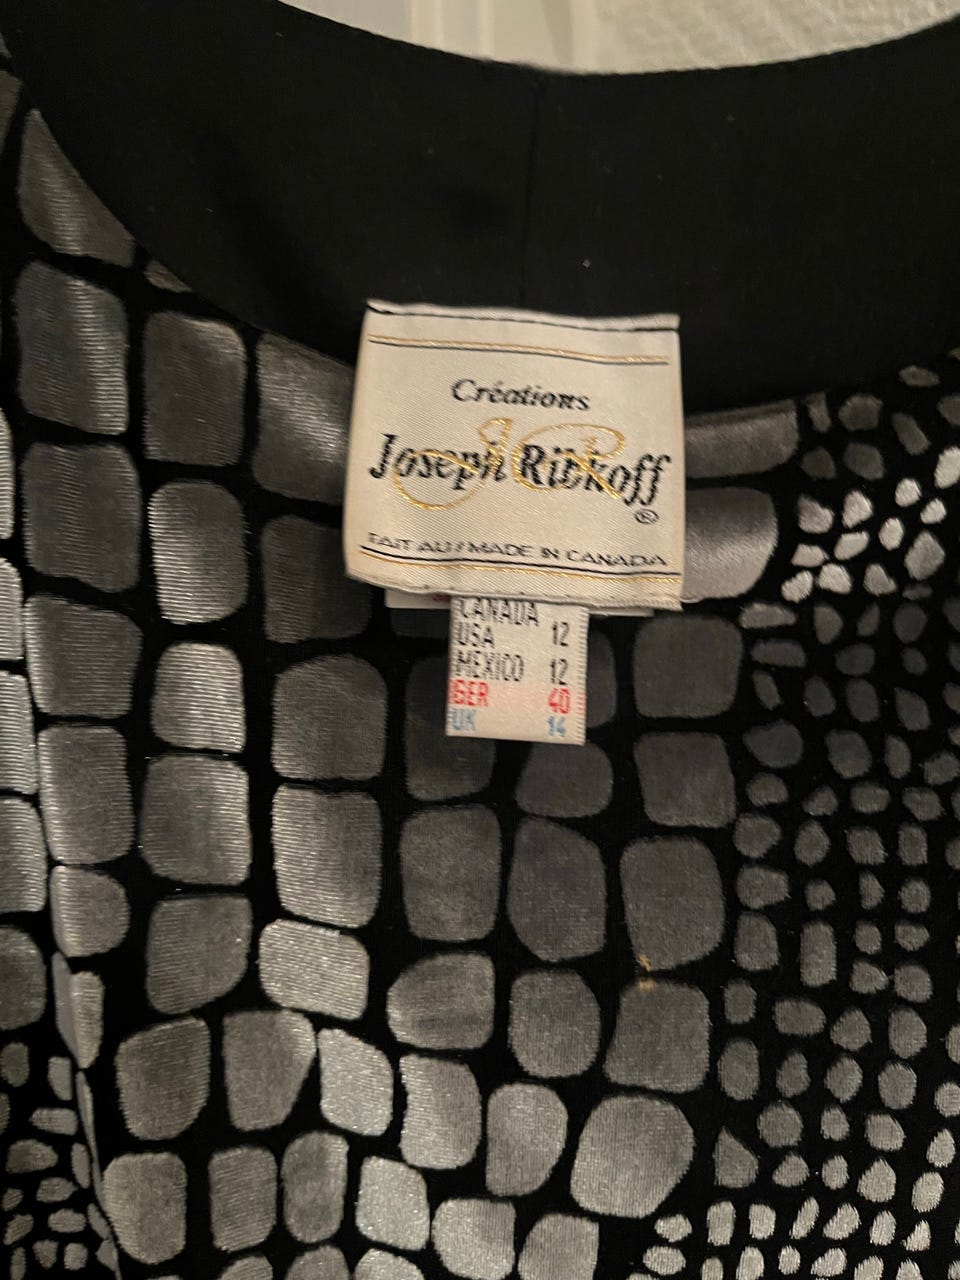 Créations
Joseph Ribkoff
®
FAIT AU / MADE IN CANADA
CANADA
USA 12
MEXICO 12
GER 40
UK 14